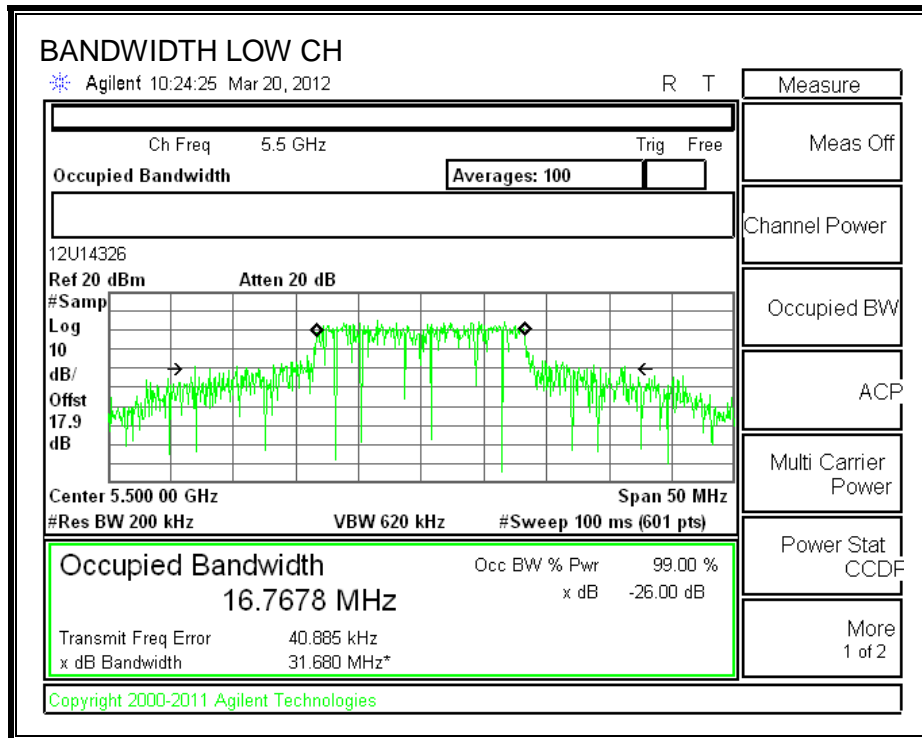 BANDWIDTH LOW CH
Agilent 10:24:25 Mar 20, 2012 R T
Ch Freq 5.5 GHz Trig Free
Occupied Bandwidth Averages: 100
12U14326
Ref 20 dBm Atten 20 dB
#Samp
Log
10
dB/
Offst
17.9
dB
Center 5.500 00 GHz Span 50 MHz
#Res BW 200 kHz VBW 620 kHz #Sweep 100 ms (601 pts)
Occupied Bandwidth Occ BW % Pwr 99.00 %
16.7678 MHz x dB -26.00 dB
Transmit Freq Error 40.885 kHz
x dB Bandwidth 31.680 MHz*
Copyright 2000-2011 Agilent Technologies
Measure
Meas Off
Channel Power
Occupied BW
ACP
Multi Carrier
Power
Power Stat
CCDF
More
1 of 2